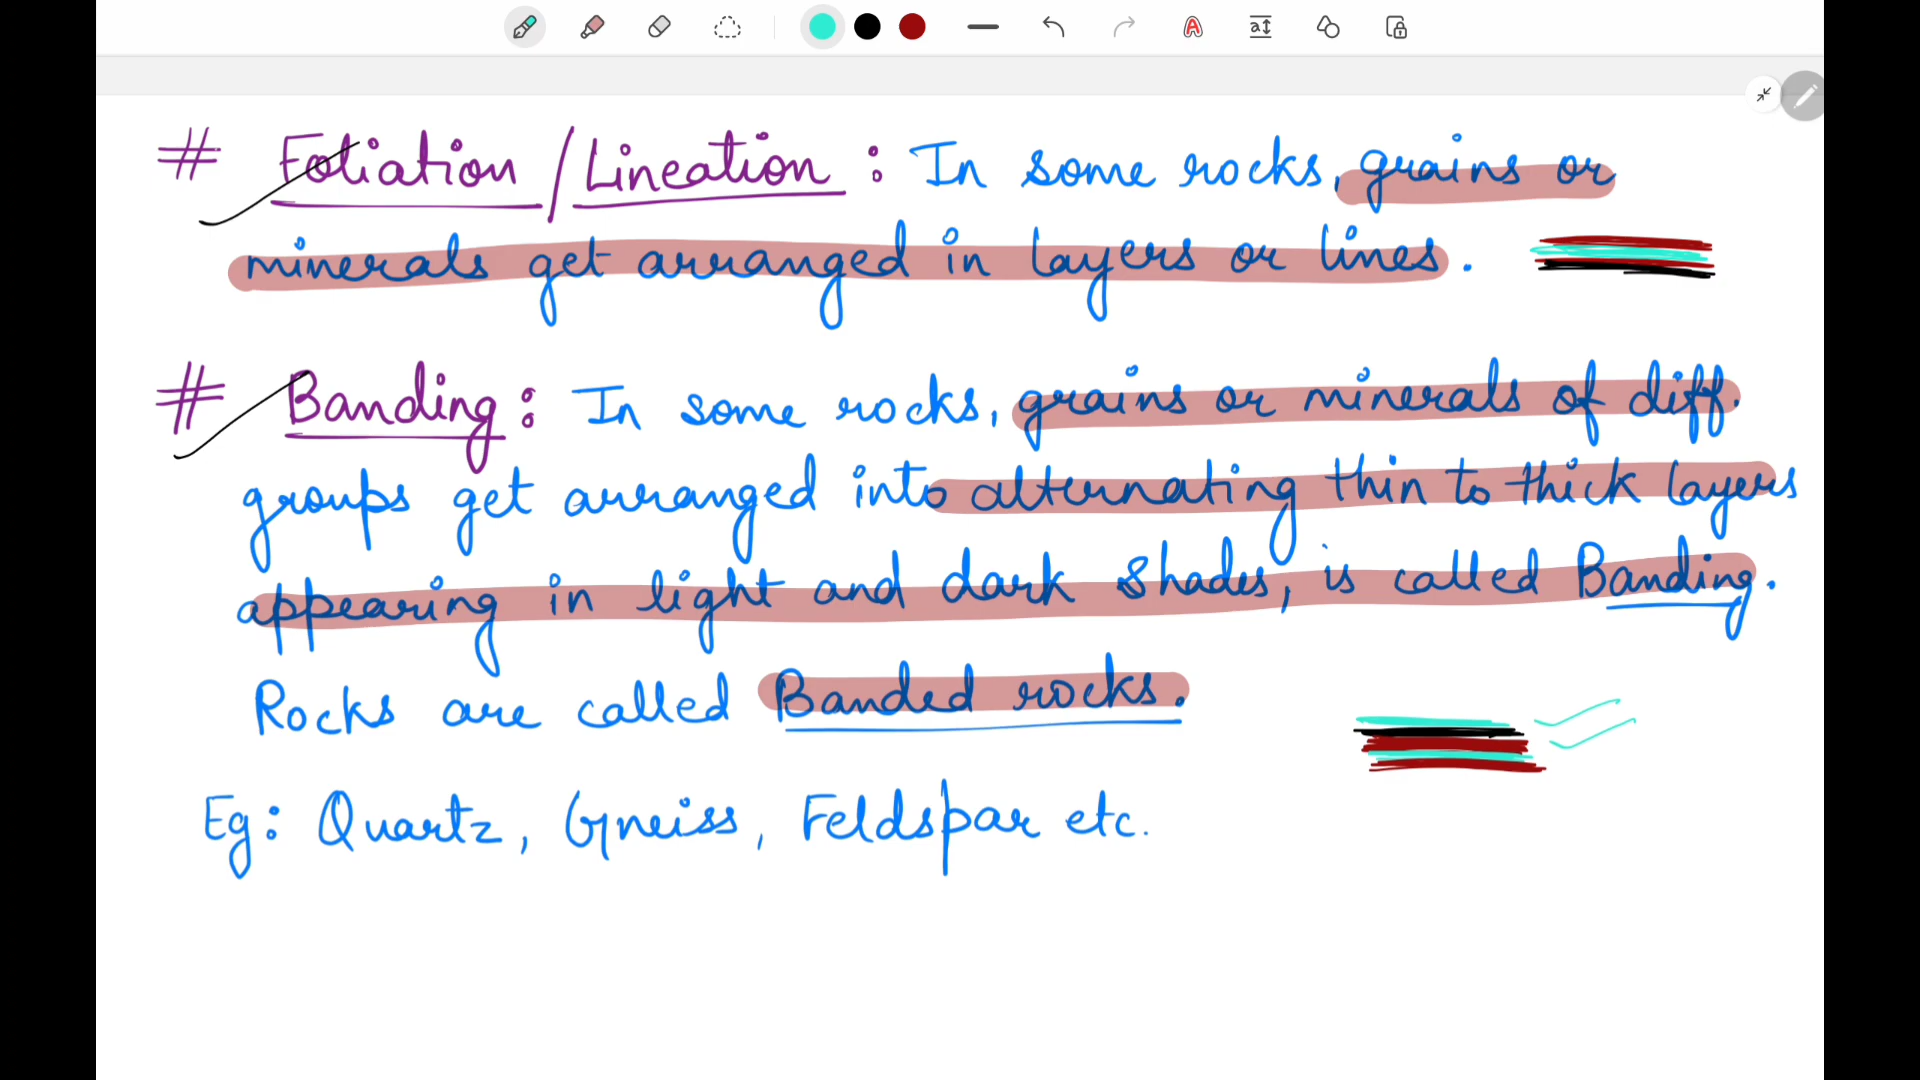 # Foliation / Lineation : In some rocks, grains or
minerals get arranged in layers or lines.
# Banding : In some rocks, grains or minerals of diff.
groups get arranged into alternating thin to thick layers
appearing in light and dark shades, is called Banding.
Rocks are called Banded rocks.
Eg: Quartz, Gneiss, Feldspar etc.